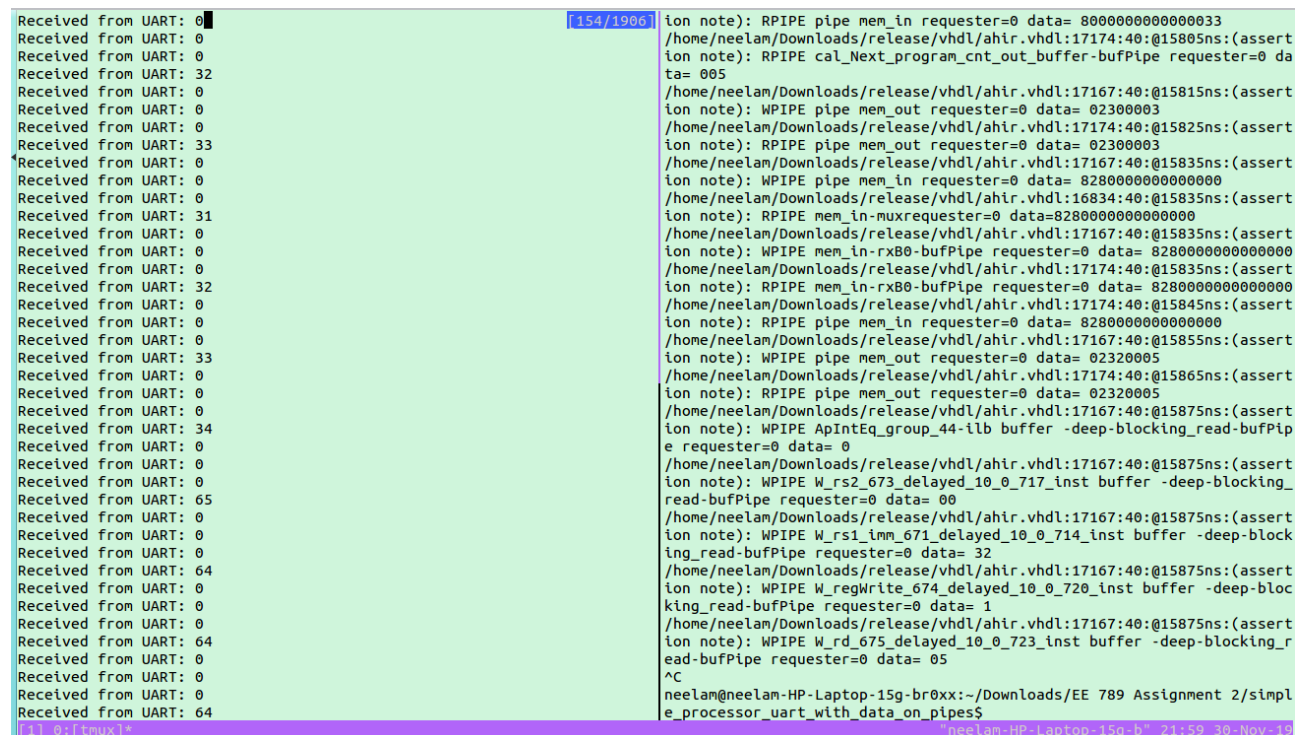 Received from UART: 0
Received from UART: 0
Received from UART: 0
Received from UART: 32
Received from UART: 0
Received from UART: 0
Received from UART: 0
Received from UART: 33
Received from UART: 0
Received from UART: 0
Received from UART: 0
Received from UART: 31
Received from UART: 0
Received from UART: 0
Received from UART: 0
Received from UART: 32
Received from UART: 0
Received from UART: 0
Received from UART: 0
Received from UART: 33
Received from UART: 0
Received from UART: 0
Received from UART: 0
Received from UART: 34
Received from UART: 0
Received from UART: 0
Received from UART: 0
Received from UART: 65
Received from UART: 0
Received from UART: 0
Received from UART: 0
Received from UART: 64
Received from UART: 0
Received from UART: 0
Received from UART: 0
Received from UART: 64
Received from UART: 0
Received from UART: 0
Received from UART: 0
Received from UART: 64
[154/1906]
ion note): RPIPE pipe mem_in requester=0 data= 8000000000000033
/home/neelam/Downloads/release/vhdl/ahir.vhdl:17174:40:@15805ns:(assert
ion note): RPIPE cal_Next_program_cnt_out_buffer-bufPipe requester=0 da
ta= 005
/home/neelam/Downloads/release/vhdl/ahir.vhdl:17167:40:@15815ns:(assert
ion note): WPIPE pipe mem_out requester=0 data= 02300003
/home/neelam/Downloads/release/vhdl/ahir.vhdl:17174:40:@15825ns:(assert
ion note): RPIPE pipe mem_out requester=0 data= 02300003
/home/neelam/Downloads/release/vhdl/ahir.vhdl:17167:40:@15835ns:(assert
ion note): WPIPE pipe mem_in requester=0 data= 8280000000000000
/home/neelam/Downloads/release/vhdl/ahir.vhdl:16834:40:@15835ns:(assert
ion note): RPIPE mem_in-muxrequester=0 data=8280000000000000
/home/neelam/Downloads/release/vhdl/ahir.vhdl:17167:40:@15835ns:(assert
ion note): WPIPE mem_in-rxB0-bufPipe requester=0 data= 8280000000000000
/home/neelam/Downloads/release/vhdl/ahir.vhdl:17174:40:@15835ns:(assert
ion note): RPIPE mem_in-rxB0-bufPipe requester=0 data= 8280000000000000
/home/neelam/Downloads/release/vhdl/ahir.vhdl:17174:40:@15845ns:(assert
ion note): RPIPE pipe mem_in requester=0 data= 8280000000000000
/home/neelam/Downloads/release/vhdl/ahir.vhdl:17167:40:@15855ns:(assert
ion note): WPIPE pipe mem_out requester=0 data= 02320005
/home/neelam/Downloads/release/vhdl/ahir.vhdl:17174:40:@15865ns:(assert
ion note): RPIPE pipe mem_out requester=0 data= 02320005
/home/neelam/Downloads/release/vhdl/ahir.vhdl:17167:40:@15875ns:(assert
ion note): WPIPE ApIntEq_group_44-ilb buffer -deep-blocking_read-bufPip
e requester=0 data= 0
/home/neelam/Downloads/release/vhdl/ahir.vhdl:17167:40:@15875ns:(assert
ion note): WPIPE W_rs2_673_delayed_10_0_717_inst buffer -deep-blocking_
read-bufPipe requester=0 data= 00
/home/neelam/Downloads/release/vhdl/ahir.vhdl:17167:40:@15875ns:(assert
ion note): WPIPE W_rs1_imm_671_delayed_10_0_714_inst buffer -deep-block
ing_read-bufPipe requester=0 data= 32
/home/neelam/Downloads/release/vhdl/ahir.vhdl:17167:40:@15875ns:(assert
ion note): WPIPE W_regWrite_674_delayed_10_0_720_inst buffer -deep-bloc
king_read-bufPipe requester=0 data= 1
/home/neelam/Downloads/release/vhdl/ahir.vhdl:17167:40:@15875ns:(assert
ion note): WPIPE W_rd_675_delayed_10_0_723_inst buffer -deep-blocking_r
ead-bufPipe requester=0 data= 05
^C
neelam@neelam-HP-Laptop-15g-br0xx:~/Downloads/EE 789 Assignment 2/simpl
e_processor_uart_with_data_on_pipes$
[1] 0:[tmux]* "neelam-HP-Laptop-15g-b" 21:59 30-Nov-19